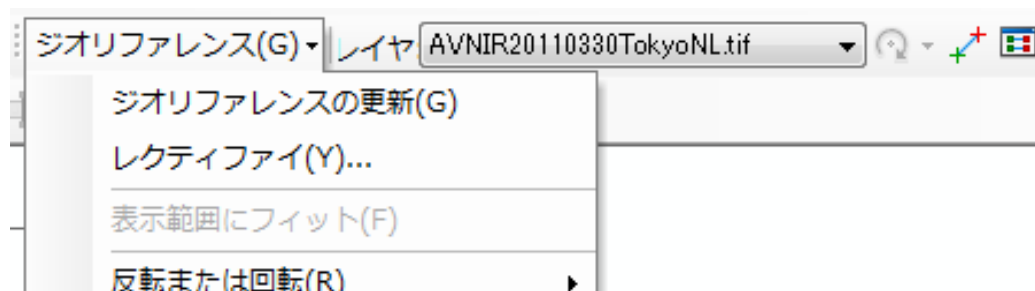 ジオリファレンス(G) レイヤ AVNIR20110330TokyoNL.tif
ジオリファレンスの更新(G)
レクティファイ(Y)...
表示範囲にフィット(F)
反転または回転(R)